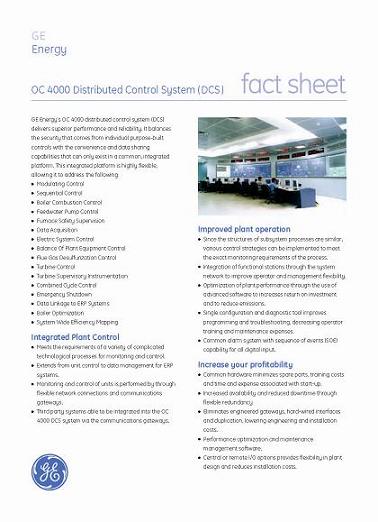 GE
Energy
OC 4000 Distributed Control System (DCS)
fact sheet
GE Energy's OC 4000 distributed control system (DCS)
delivers superior performance and reliability. It balances
the security that comes from individual purpose-built
controls with the convenience and data sharing
capabilities that can only exist in a common, integrated
platform. This integrated platform is highly flexible,
allowing it to address the following:
• Modulating Control
• Sequential Control
• Boiler Combustion Control
• Feedwater Pump Control
• Furnace Safety Supervision
• Data Acquisition
• Electric System Control
• Balance Of Plant Equipment Control
• Flue Gas Desulfurization Control
• Turbine Control
• Turbine Supervisory Instrumentation
• Combined Cycle Control
• Emergency Shutdown
• Data Linkage to ERP Systems
• Boiler Optimization
• System Wide Efficiency Mapping
Integrated Plant Control
• Meets the requirements of a variety of complicated
technological processes for monitoring and control.
• Extends from unit control to data management for ERP
systems.
• Monitoring and control of units is performed by through
flexible network connections and communications
gateways.
• Third party systems able to be integrated into the OC
4000 DCS system via the communications gateways.
Improved plant operation
• Since the structures of subsystem processes are similar,
various control strategies can be implemented to meet
the exact monitoring requirements of the process.
• Integration of functional stations through the system
network to improve operator and management flexibility.
• Optimization of plant performance through the use of
advanced software to increases return on investment
and to reduce emissions.
• Single configuration and diagnostic tool improves
programming and troubleshooting, decreasing operator
training and maintenance expenses.
• Common alarm system with sequence of events (SOE)
capability for all digital input.
Increase your profitability
• Common hardware minimizes spare parts, training costs
and time and expense associated with start-up.
• Increased availability and reduced downtime through
flexible redundancy.
• Eliminates engineered gateways, hard-wired interfaces
and duplication, lowering engineering and installation
costs.
• Performance optimization and maintenance
management software.
• Central or remote I/O options provides flexibility in plant
design and reduces installation costs.
GE